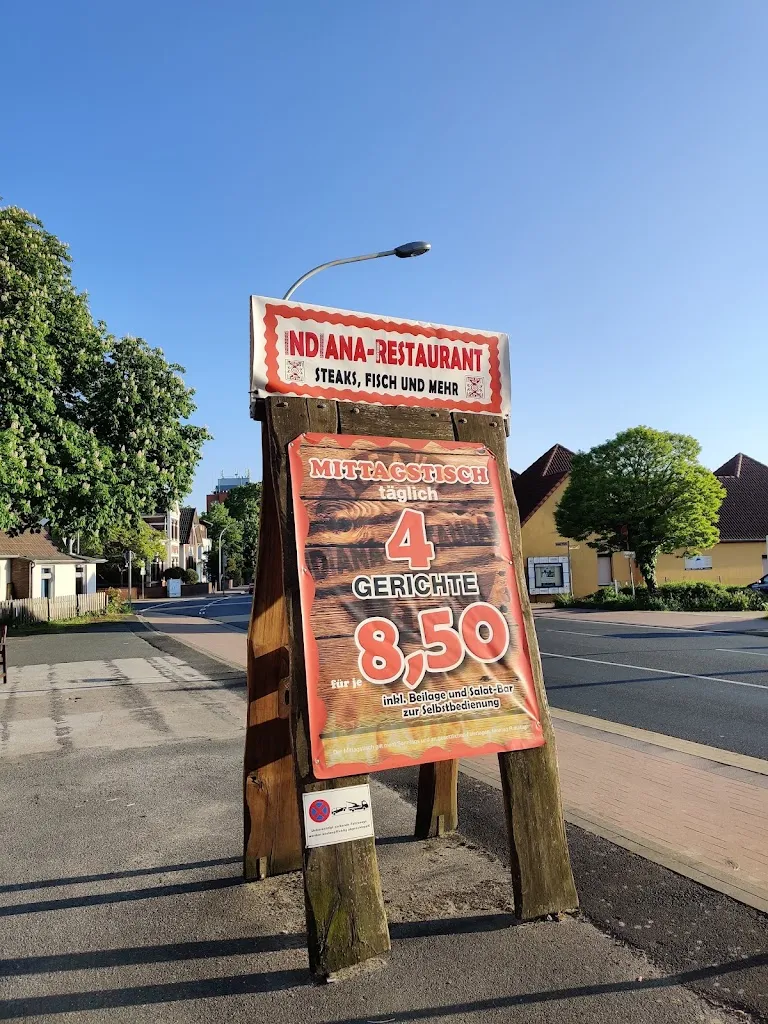 INDIANA-RESTAURANT
STEAKS, FISCH UND MEHR
MITTAGSTISCH
täglich
4
GERICHTE
für je 8,50
inkl. Beilage und Salat-Bar
zur Selbstbedienung